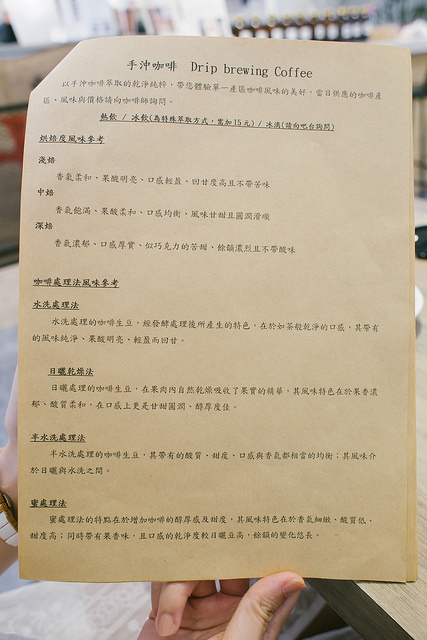 手沖咖啡 Drip brewing Coffee
以手沖咖啡萃取的乾淨純粹,帶您體驗單一產區咖啡風味的美好,當日供應的咖啡產
區、風味與價格請向咖啡師詢問。
熱飲 / 冰飲(為特殊萃取方式,需加15元) / 冰滴(請向吧台詢問)
烘焙度風味參考
淺焙
香氣柔和、果酸明亮、口感輕盈、回甘度高且不帶苦味
中焙
香氣飽滿、果酸柔和、口感均衡、風味甘甜且圓潤滑順
深焙
香氣濃郁、口感厚實、似巧克力的苦甜、餘韻濃烈且不帶酸味
咖啡處理法風味參考
水洗處理法
水洗處理的咖啡生豆,經發酵處理後所產生的特色,在於如茶般乾淨的口感,其帶有
的風味純淨、果酸明亮、輕盈而回甘。
日曬乾燥法
日曬處理的咖啡生豆,在果肉內自然乾燥吸收了果實的精華,其風味特色在於果香濃
郁、酸質柔和,在口感上更是甘甜圓潤、醇厚度佳。
半水洗處理法
半水洗處理的咖啡生豆,其帶有的酸質、甜度、口感與香氣都相當的均衡;其風味介
於日曬與水洗之間。
蜜處理法
蜜處理法的特點在於增加咖啡的醇厚感及甜度,其風味特色在於香氣細緻、酸質低、
甜度高;同時帶有果香味,且口感的乾淨度較日曬豆高,餘韻的變化悠長。